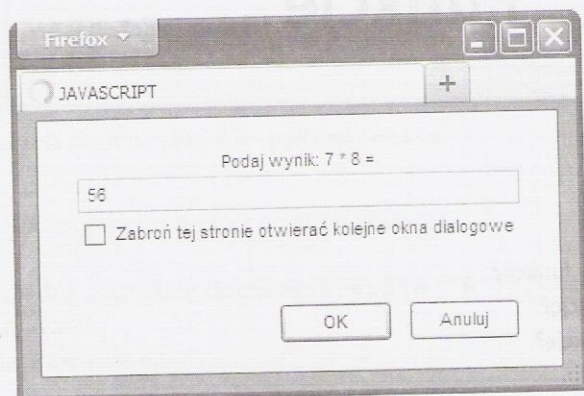 Firefox
JAVASCRIPT
Podaj wynik: 7 * 8 =
56
Zabroń tej stronie otwierać kolejne okna dialogowe
OK
Anuluj